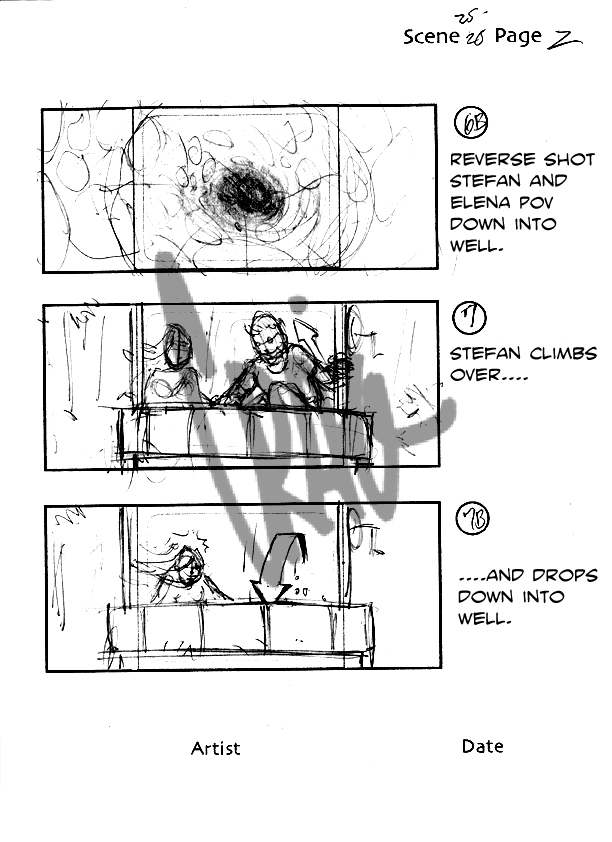 25
Scene 26 Page 2
6B
REVERSE SHOT
STEFAN AND
ELENA POV
DOWN INTO
WELL.
7
STEFAN CLIMBS
OVER....
7B
....AND DROPS
DOWN INTO
WELL.
Artist
Date